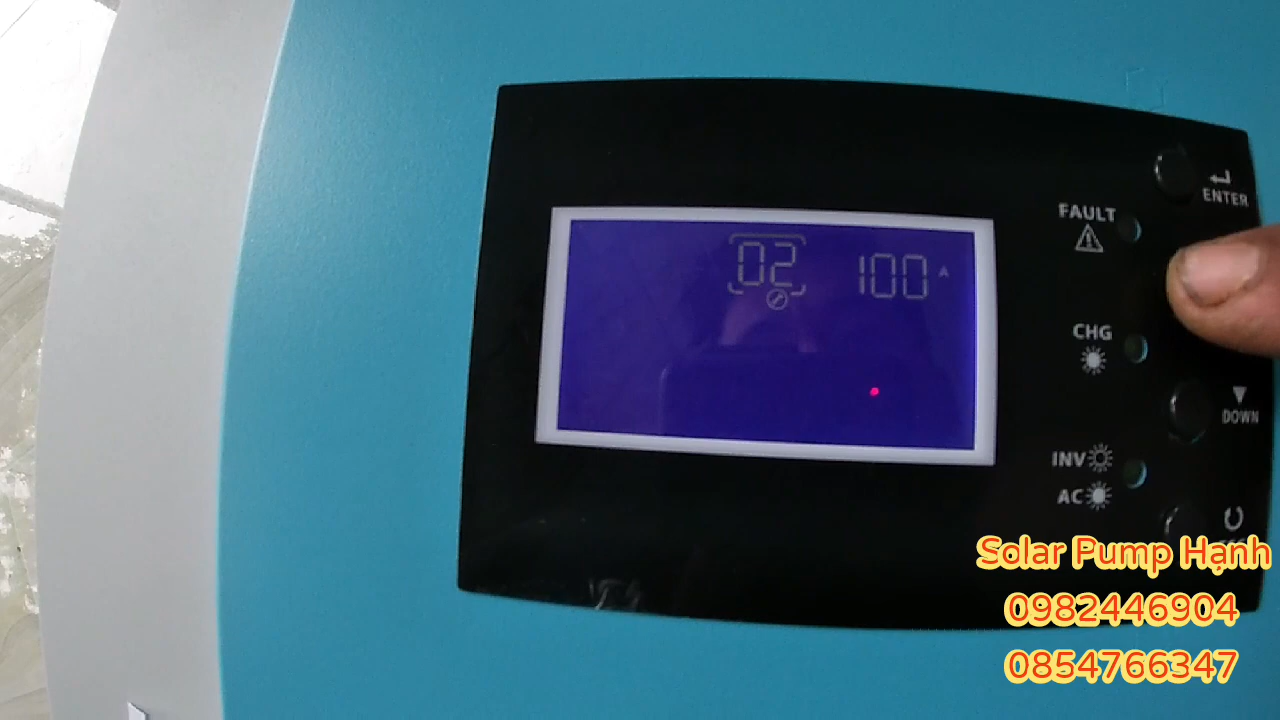 02 100 A
ENTER
FAULT
CHG
DOWN
INV
AC
Solar Pump Hạnh
0982446904
0854766347